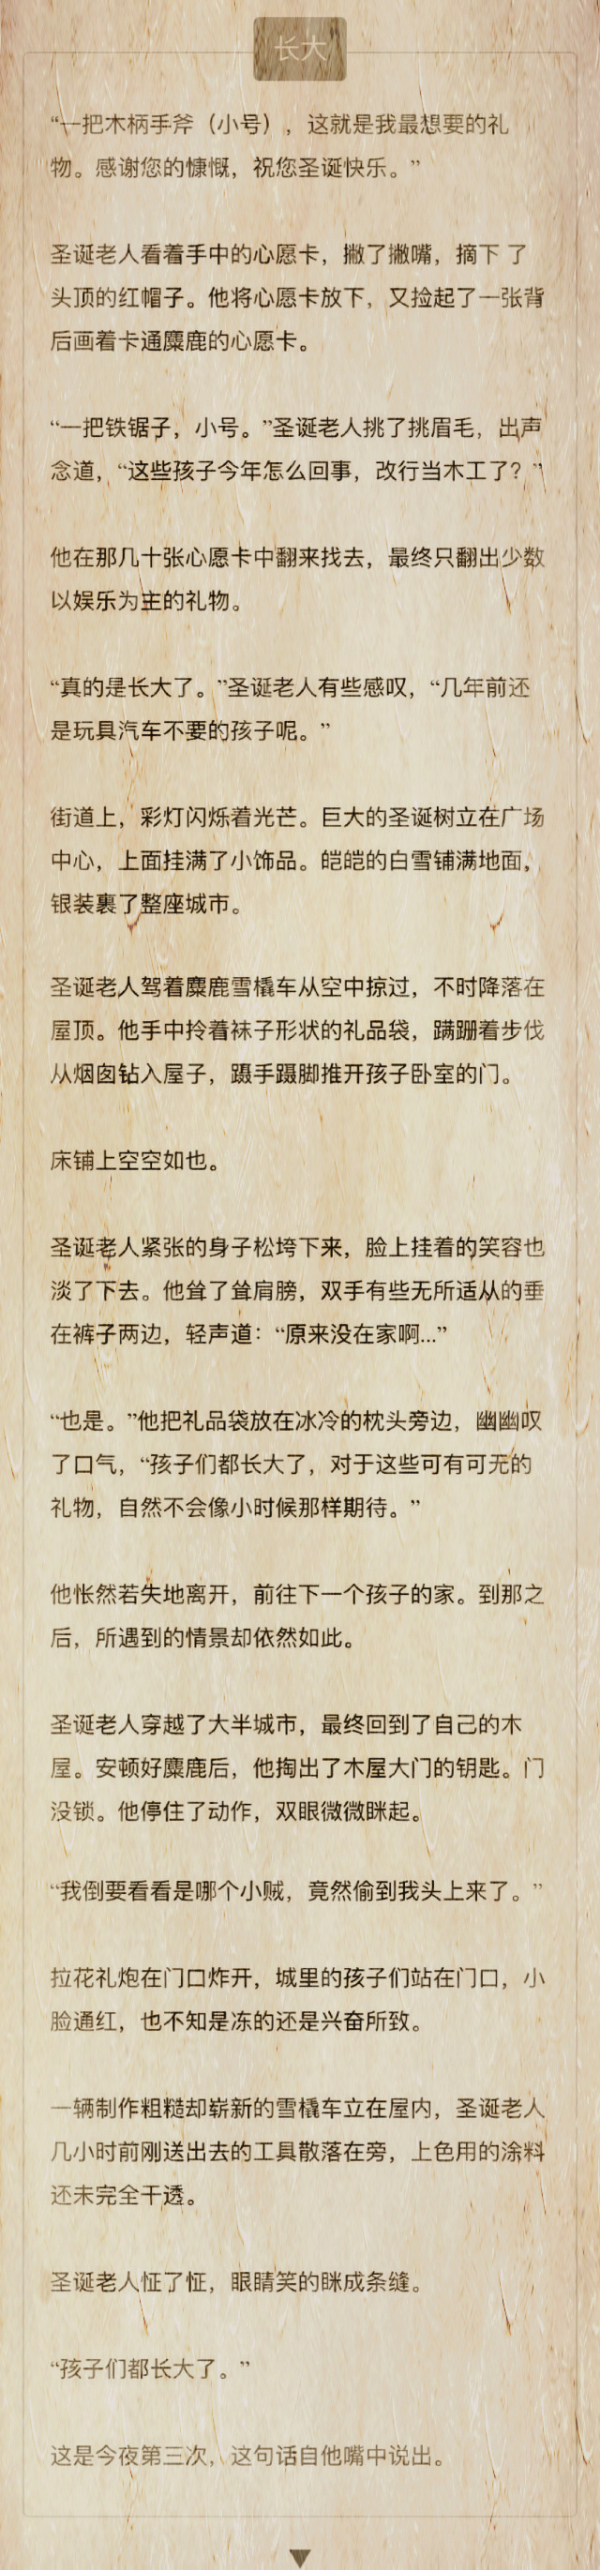 长大
“一把木柄手斧（小号），这就是我最想要的礼
物。感谢您的慷慨，祝您圣诞快乐。”
圣诞老人看着手中的心愿卡，撇了撇嘴，摘下 了
头顶的红帽子。他将心愿卡放下，又捡起了一张背
后画着卡通麋鹿的心愿卡。
“一把铁锯子，小号。”圣诞老人挑了挑眉毛，出声
念道，“这些孩子今年怎么回事，改行当木工了？”
他在那几十张心愿卡中翻来找去，最终只翻出少数
以娱乐为主的礼物。
“真的是长大了。”圣诞老人有些感叹，“几年前还
是玩具汽车不要的孩子呢。”
街道上，彩灯闪烁着光芒。巨大的圣诞树立在广场
中心，上面挂满了小饰品。皑皑的白雪铺满地面，
银装裹了整座城市。
圣诞老人驾着麋鹿雪橇车从空中掠过，不时降落在
屋顶。他手中拎着袜子形状的礼品袋，蹒跚着步伐
从烟囱钻入屋子，蹑手蹑脚推开孩子卧室的门。
床铺上空空如也。
圣诞老人紧张的身子松垮下来，脸上挂着的笑容也
淡了下去。他耸了耸肩膀，双手有些无所适从的垂
在裤子两边，轻声道：“原来没在家啊...”
“也是。”他把礼品袋放在冰冷的枕头旁边，幽幽叹
了口气，“孩子们都长大了，对于这些可有可无的
礼物，自然不会像小时候那样期待。”
他怅然若失地离开，前往下一个孩子的家。到那之
后，所遇到的情景却依然如此。
圣诞老人穿越了大半城市，最终回到了自己的木
屋。安顿好麋鹿后，他掏出了木屋大门的钥匙。门
没锁。他停住了动作，双眼微微眯起。
“我倒要看看是哪个小贼，竟然偷到我头上来了。”
拉花礼炮在门口炸开，城里的孩子们站在门口，小
脸通红，也不知是冻的还是兴奋所致。
一辆制作粗糙却崭新的雪橇车立在屋内，圣诞老人
几小时前刚送出去的工具散落在旁，上色用的涂料
还未完全干透。
圣诞老人怔了怔，眼睛笑的眯成条缝。
“孩子们都长大了。”
这是今夜第三次，这句话自他嘴中说出。